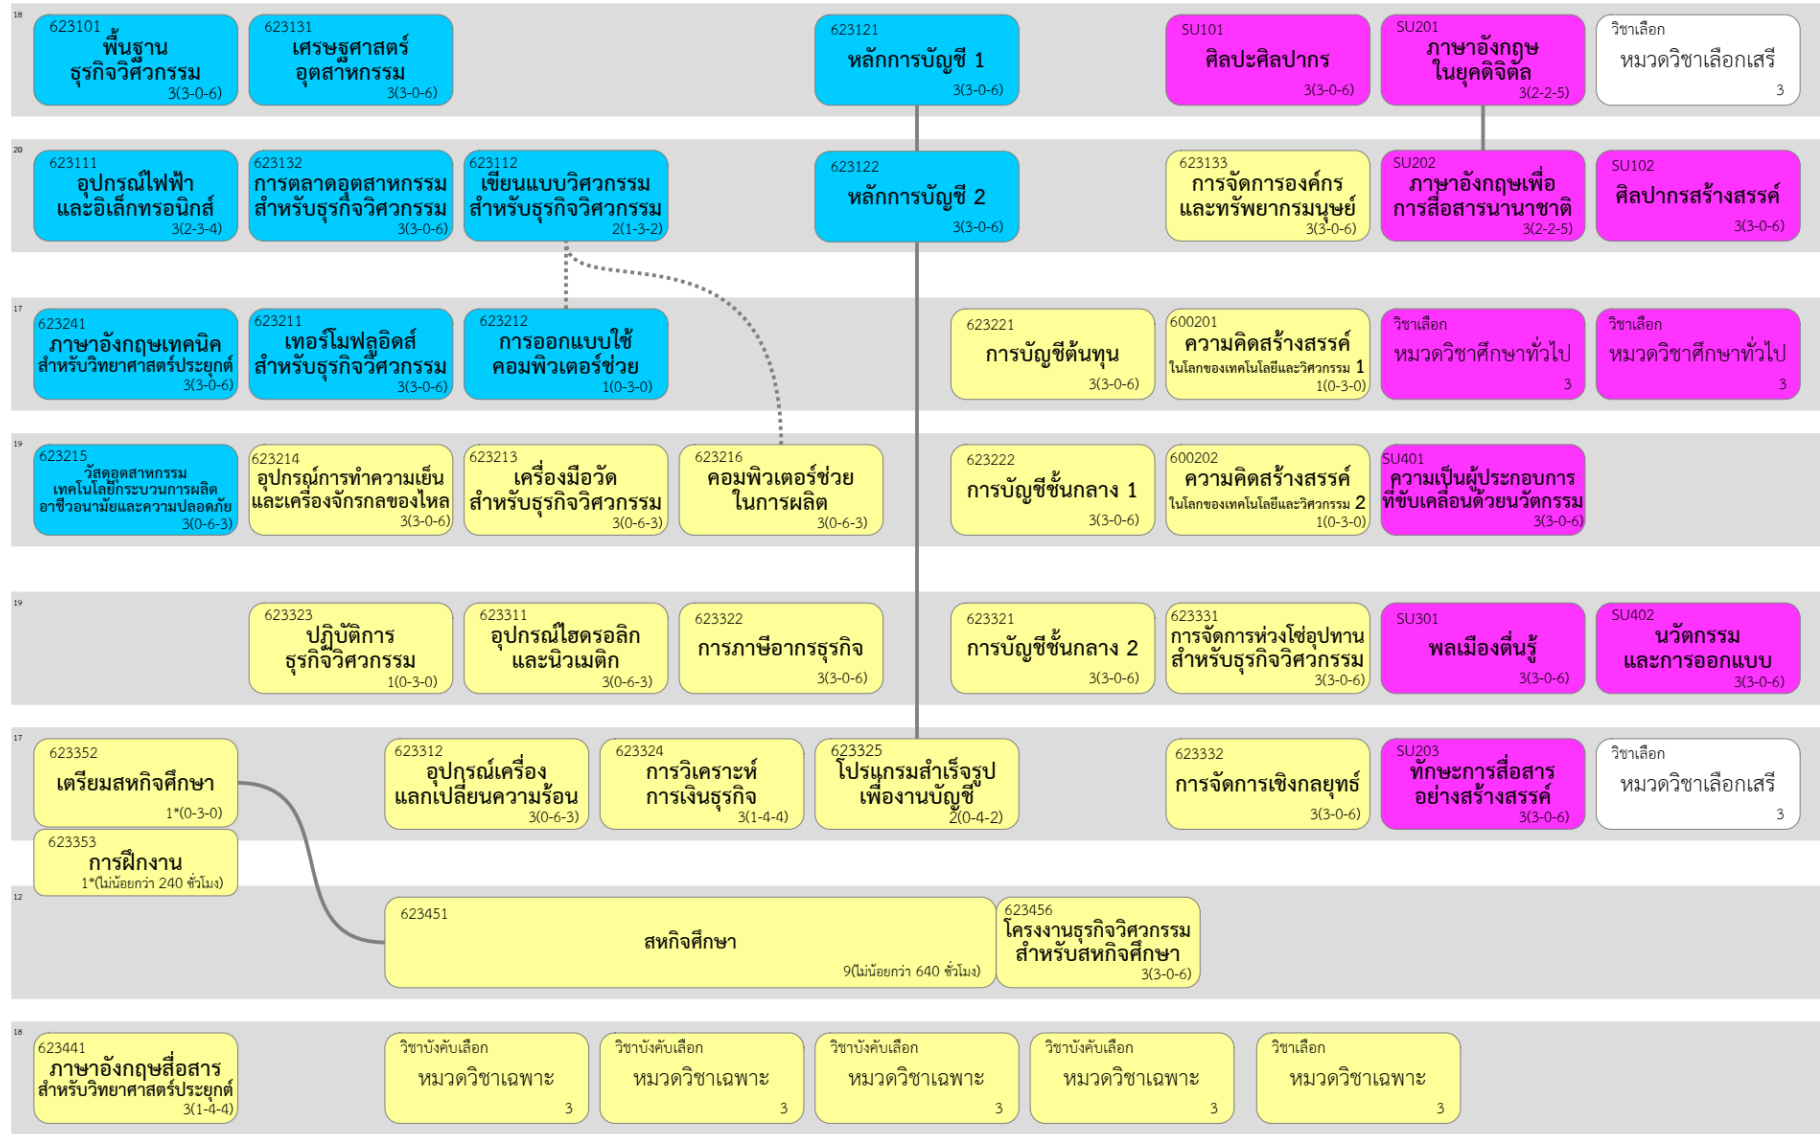 18
623101
พื้นฐาน
ธุรกิจวิศวกรรม
3(3-0-6)
623131
เศรษฐศาสตร์
อุตสาหกรรม
3(3-0-6)
623121
หลักการบัญชี 1
3(3-0-6)
SU101
ศิลปะศิลปากร
3(3-0-6)
SU201
ภาษาอังกฤษ
ในยุคดิจิตัล
3(2-2-5)
วิชาเลือก
หมวดวิชาเลือกเสรี
3
20
623111
อุปกรณ์ไฟฟ้า
และอิเล็กทรอนิกส์
3(2-3-4)
623132
การตลาดอุตสาหกรรม
สำหรับธุรกิจวิศวกรรม
3(3-0-6)
623112
เขียนแบบวิศวกรรม
สำหรับธุรกิจวิศวกรรม
2(1-3-2)
623122
หลักการบัญชี 2
3(3-0-6)
623133
การจัดการองค์กร
และทรัพยากรมนุษย์
3(3-0-6)
SU202
ภาษาอังกฤษเพื่อ
การสื่อสารนานาชาติ
3(2-2-5)
SU102
ศิลปากรสร้างสรรค์
3(3-0-6)
17
623241
ภาษาอังกฤษเทคนิค
สำหรับวิทยาศาสตร์ประยุกต์
3(3-0-6)
623211
เทอร์โมฟลูอิดส์
สำหรับธุรกิจวิศวกรรม
3(3-0-6)
623212
การออกแบบใช้
คอมพิวเตอร์ช่วย
1(0-3-0)
623221
การบัญชีต้นทุน
3(3-0-6)
600201
ความคิดสร้างสรรค์
ในโลกของเทคโนโลยีและวิศวกรรม 1
1(0-3-0)
วิชาเลือก
หมวดวิชาศึกษาทั่วไป
3
วิชาเลือก
หมวดวิชาศึกษาทั่วไป
3
19
623215
วัสดุอุตสาหกรรม
เทคโนโลยีกระบวนการผลิต
อาชีวอนามัยและความปลอดภัย
3(0-6-3)
623214
อุปกรณ์การทำความเย็น
และเครื่องจักรกลของไหล
3(3-0-6)
623213
เครื่องมือวัด
สำหรับธุรกิจวิศวกรรม
3(0-6-3)
623216
คอมพิวเตอร์ช่วย
ในการผลิต
3(0-6-3)
623222
การบัญชีชั้นกลาง 1
3(3-0-6)
600202
ความคิดสร้างสรรค์
ในโลกของเทคโนโลยีและวิศวกรรม 2
1(0-3-0)
SU401
ความเป็นผู้ประกอบการ
ที่ขับเคลื่อนด้วยนวัตกรรม
3(3-0-6)
19
623323
ปฏิบัติการ
ธุรกิจวิศวกรรม
1(0-3-0)
623311
อุปกรณ์ไฮดรอลิก
และนิวเมติก
3(0-6-3)
623322
การภาษีอากรธุรกิจ
3(3-0-6)
623321
การบัญชีชั้นกลาง 2
3(3-0-6)
623331
การจัดการห่วงโซ่อุปทาน
สำหรับธุรกิจวิศวกรรม
3(3-0-6)
SU301
พลเมืองตื่นรู้
3(3-0-6)
SU402
นวัตกรรม
และการออกแบบ
3(3-0-6)
17
623352
เตรียมสหกิจศึกษา
1*(0-3-0)
623312
อุปกรณ์เครื่อง
แลกเปลี่ยนความร้อน
3(0-6-3)
623324
การวิเคราะห์
การเงินธุรกิจ
3(1-4-4)
623325
โปรแกรมสำเร็จรูป
เพื่องานบัญชี
2(0-4-2)
623332
การจัดการเชิงกลยุทธ์
3(3-0-6)
SU203
ทักษะการสื่อสาร
อย่างสร้างสรรค์
3(3-0-6)
วิชาเลือก
หมวดวิชาเลือกเสรี
3
623353
การฝึกงาน
1*(ไม่น้อยกว่า 240 ชั่วโมง)
12
623451
สหกิจศึกษา
9(ไม่น้อยกว่า 640 ชั่วโมง)
623456
โครงงานธุรกิจวิศวกรรม
สำหรับสหกิจศึกษา
3(3-0-6)
18
623441
ภาษาอังกฤษสื่อสาร
สำหรับวิทยาศาสตร์ประยุกต์
3(1-4-4)
วิชาบังคับเลือก
หมวดวิชาเฉพาะ
3
วิชาบังคับเลือก
หมวดวิชาเฉพาะ
3
วิชาบังคับเลือก
หมวดวิชาเฉพาะ
3
วิชาบังคับเลือก
หมวดวิชาเฉพาะ
3
วิชาเลือก
หมวดวิชาเฉพาะ
3